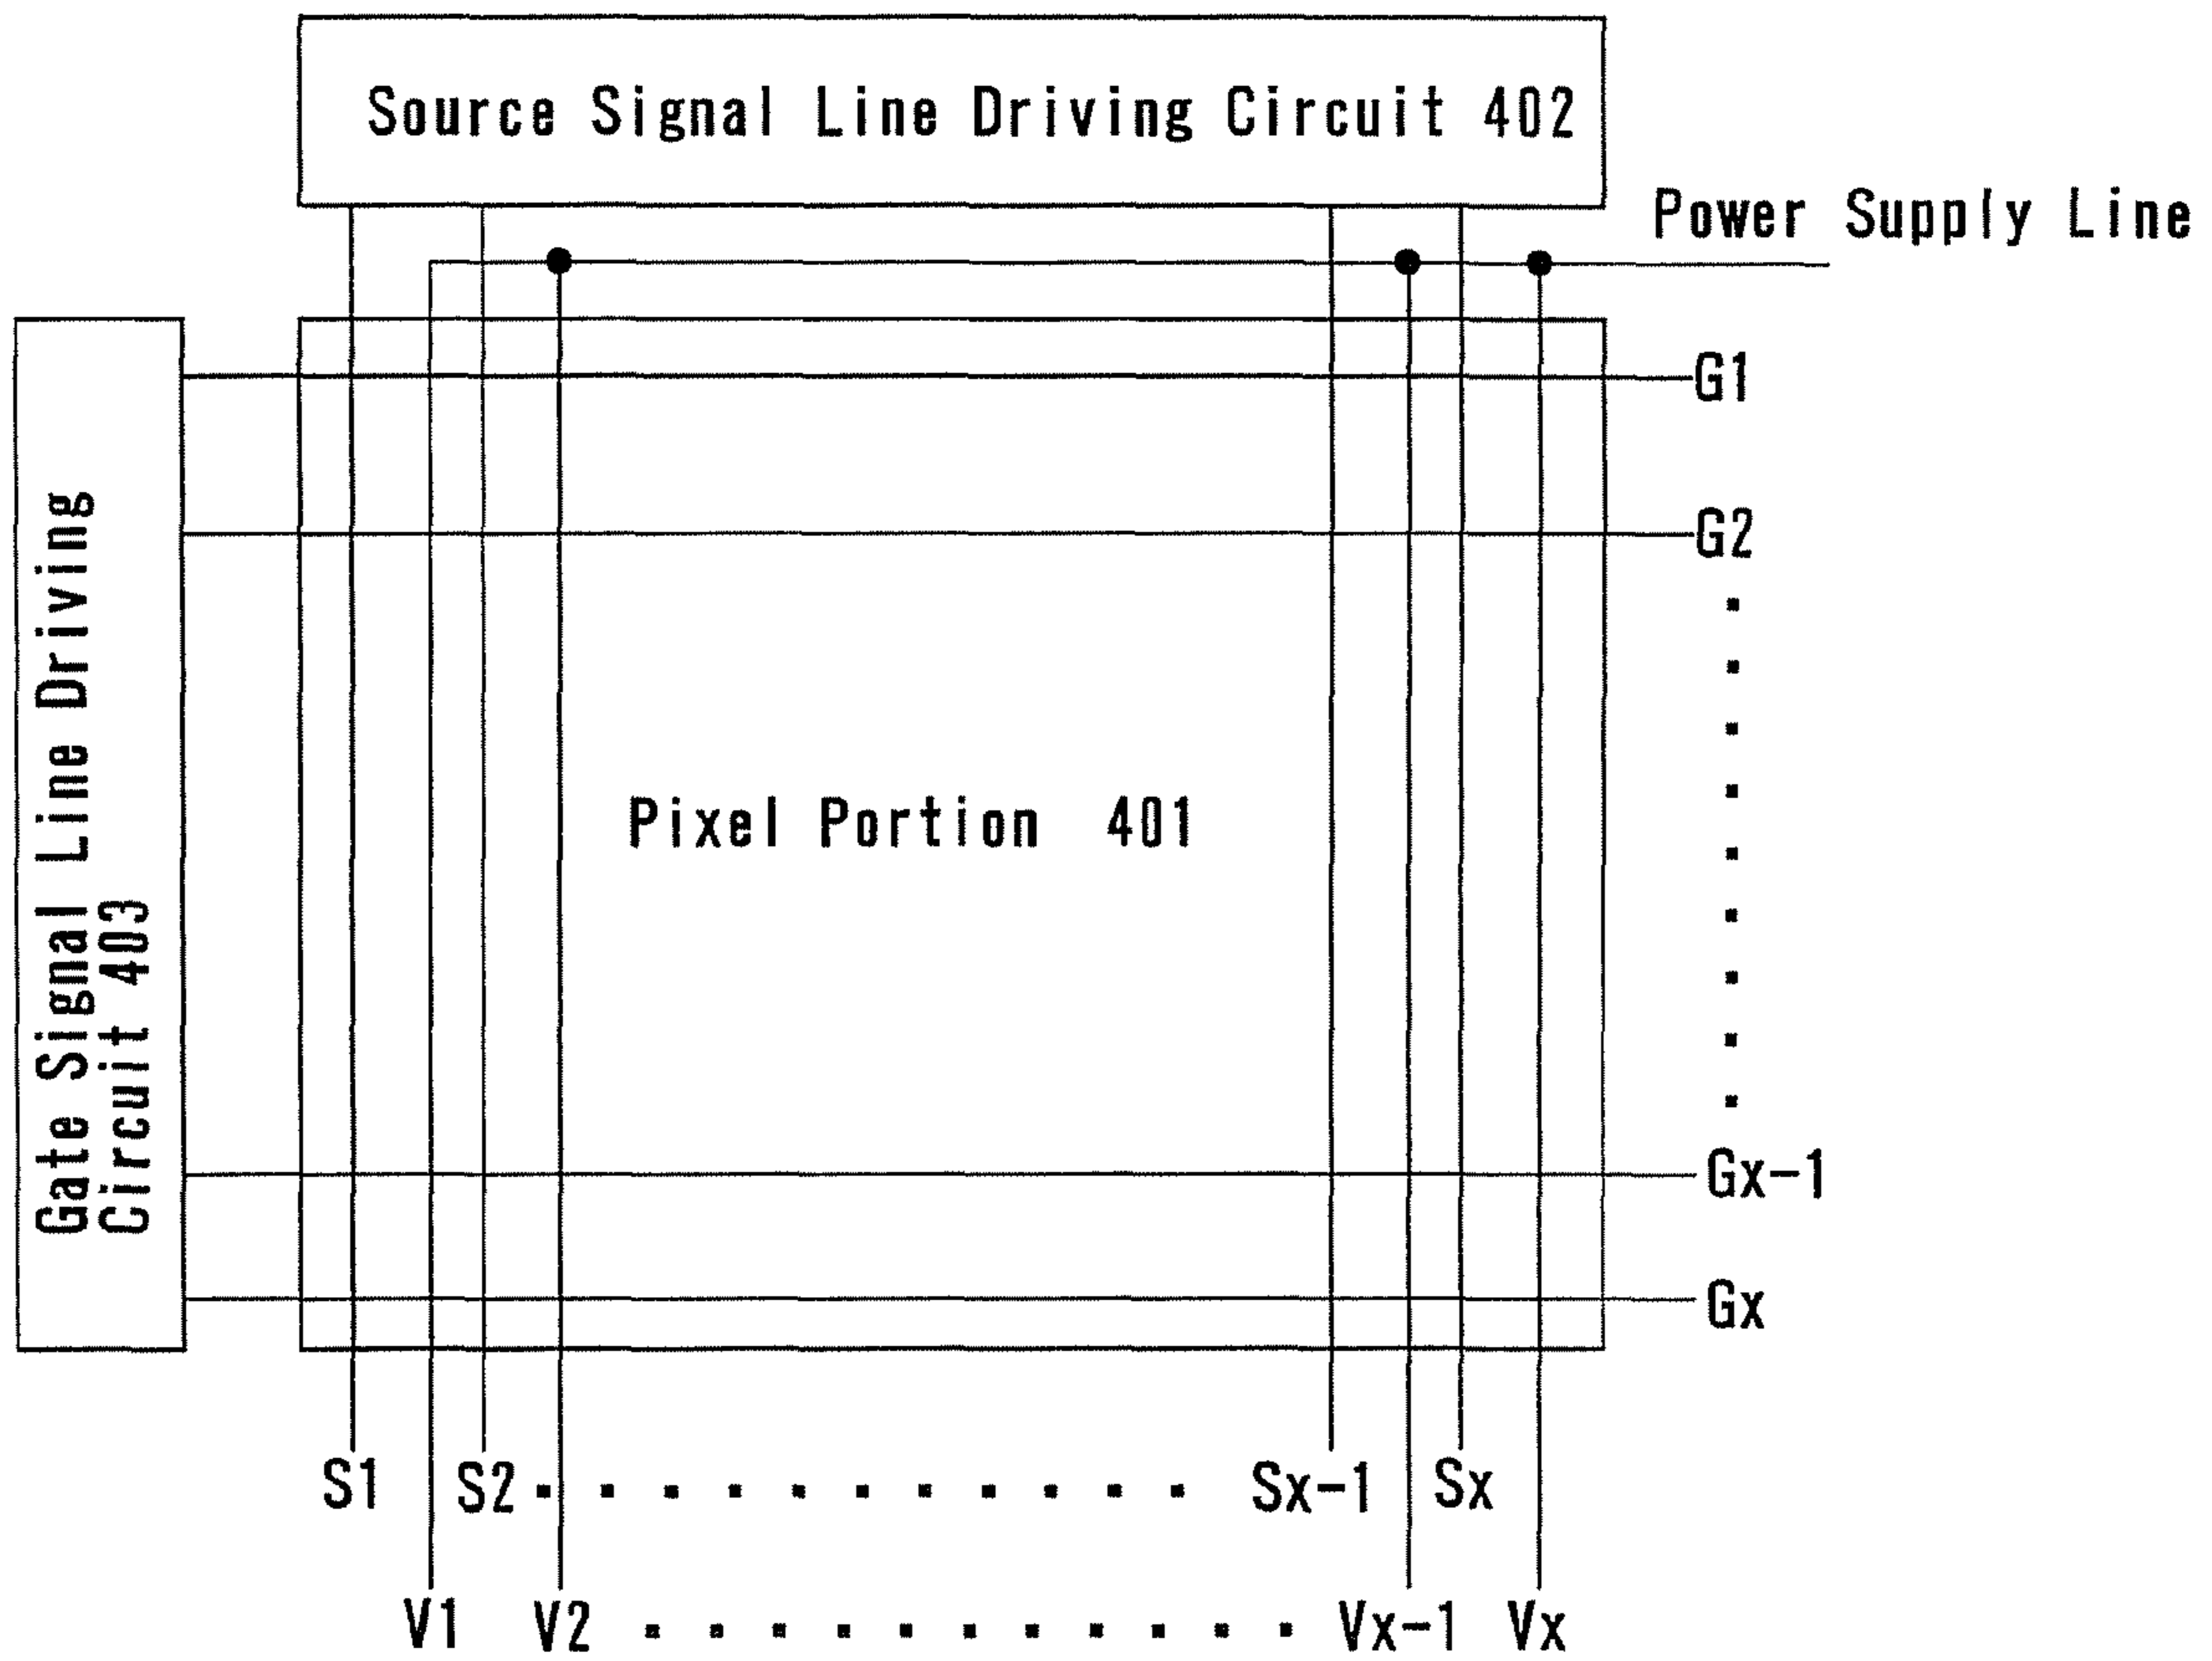 Source Signal Line Driving Circuit 402
Power Supply Line
Gate Signal Line Driving
Circuit 403
G1
G2
Pixel Portion 401
Gx-1
Gx
S1 S2 Sx-1 Sx
V1 V2 Vx-1 Vx